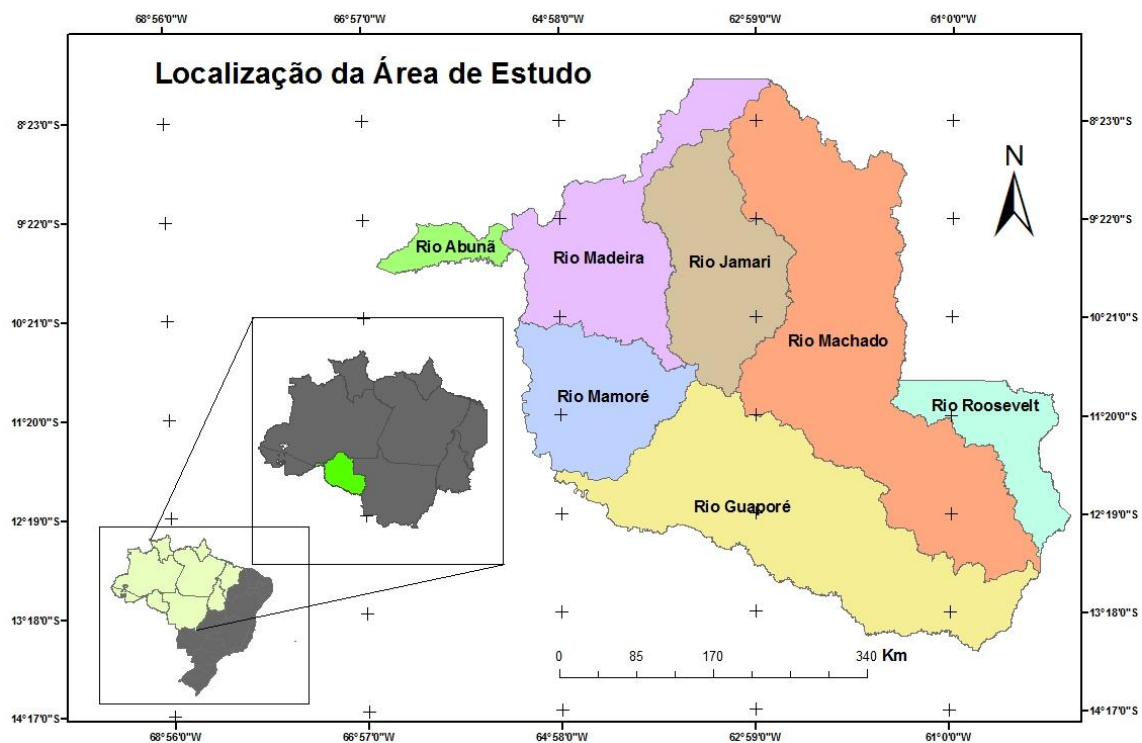 68°56'0"W 66°57'0"W 64°58'0"W 62°59'0"W 61°0'0"W
Localização da Área de Estudo
8°23'0"S 8°23'0"S
N
9°22'0"S 9°22'0"S
Rio Abunã
Rio Madeira
Rio Jamari
10°21'0"S 10°21'0"S
Rio Machado
Rio Mamoré
Rio Roosevelt
11°20'0"S 11°20'0"S
Rio Guaporé
12°19'0"S 12°19'0"S
13°18'0"S 13°18'0"S
0 85 170 340 Km
14°17'0"S 14°17'0"S
68°56'0"W 66°57'0"W 64°58'0"W 62°59'0"W 61°0'0"W